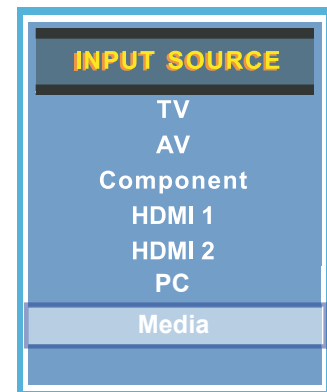 INPUT SOURCE
TV
AV
Component
HDMI 1
HDMI 2
PC
Media